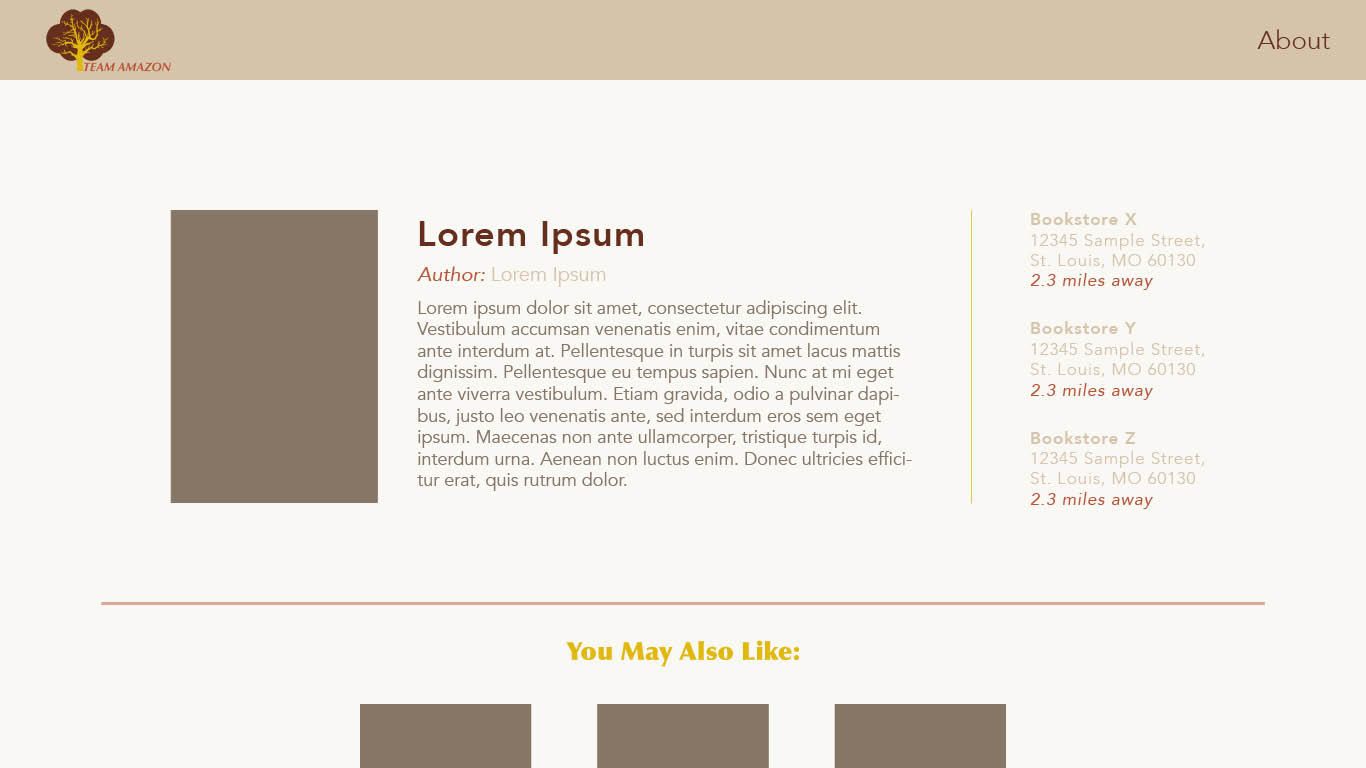 TEAM AMAZON
About
Lorem Ipsum
Author: Lorem Ipsum
Lorem ipsum dolor sit amet, consectetur adipiscing elit.
Vestibulum accumsan venenatis enim, vitae condimentum
ante interdum at. Pellentesque in turpis sit amet lacus mattis
dignissim. Pellentesque eu tempus sapien. Nunc at mi eget
ante viverra vestibulum. Etiam gravida, odio a pulvinar dapi-
bus, justo leo venenatis ante, sed interdum eros sem eget
ipsum. Maecenas non ante ullamcorper, tristique turpis id,
interdum urna. Aenean non luctus enim. Donec ultricies effici-
tur erat, quis rutrum dolor.
Bookstore X
12345 Sample Street,
St. Louis, MO 60130
2.3 miles away
Bookstore Y
12345 Sample Street,
St. Louis, MO 60130
2.3 miles away
Bookstore Z
12345 Sample Street,
St. Louis, MO 60130
2.3 miles away
You May Also Like: